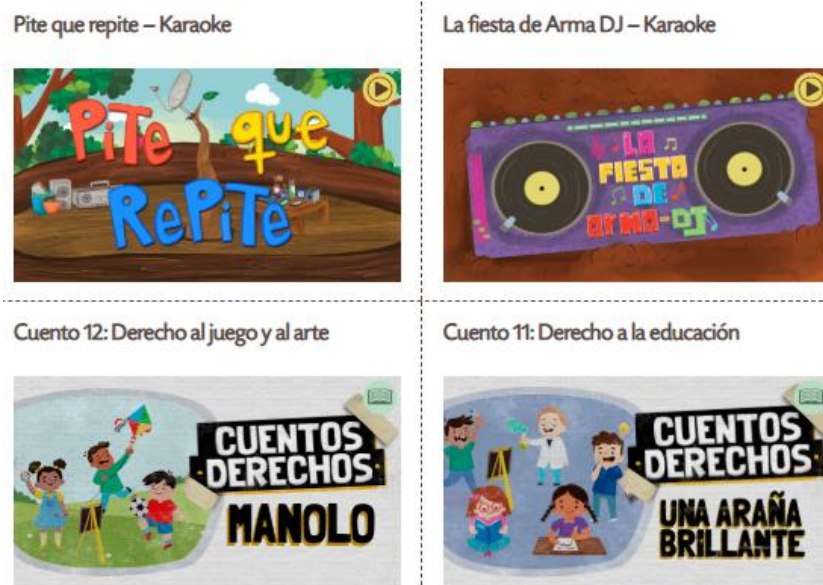 Pite que repite – Karaoke
PiTe que
RePiTe
La fiesta de Arma DJ – Karaoke
LA
FIESTA
DE
arMa-DJ
Cuento 12: Derecho al juego y al arte
CUENTOS
DERECHOS
MANOLO
Cuento 11: Derecho a la educación
CUENTOS
DERECHOS
UNA ARAÑA
BRILLANTE